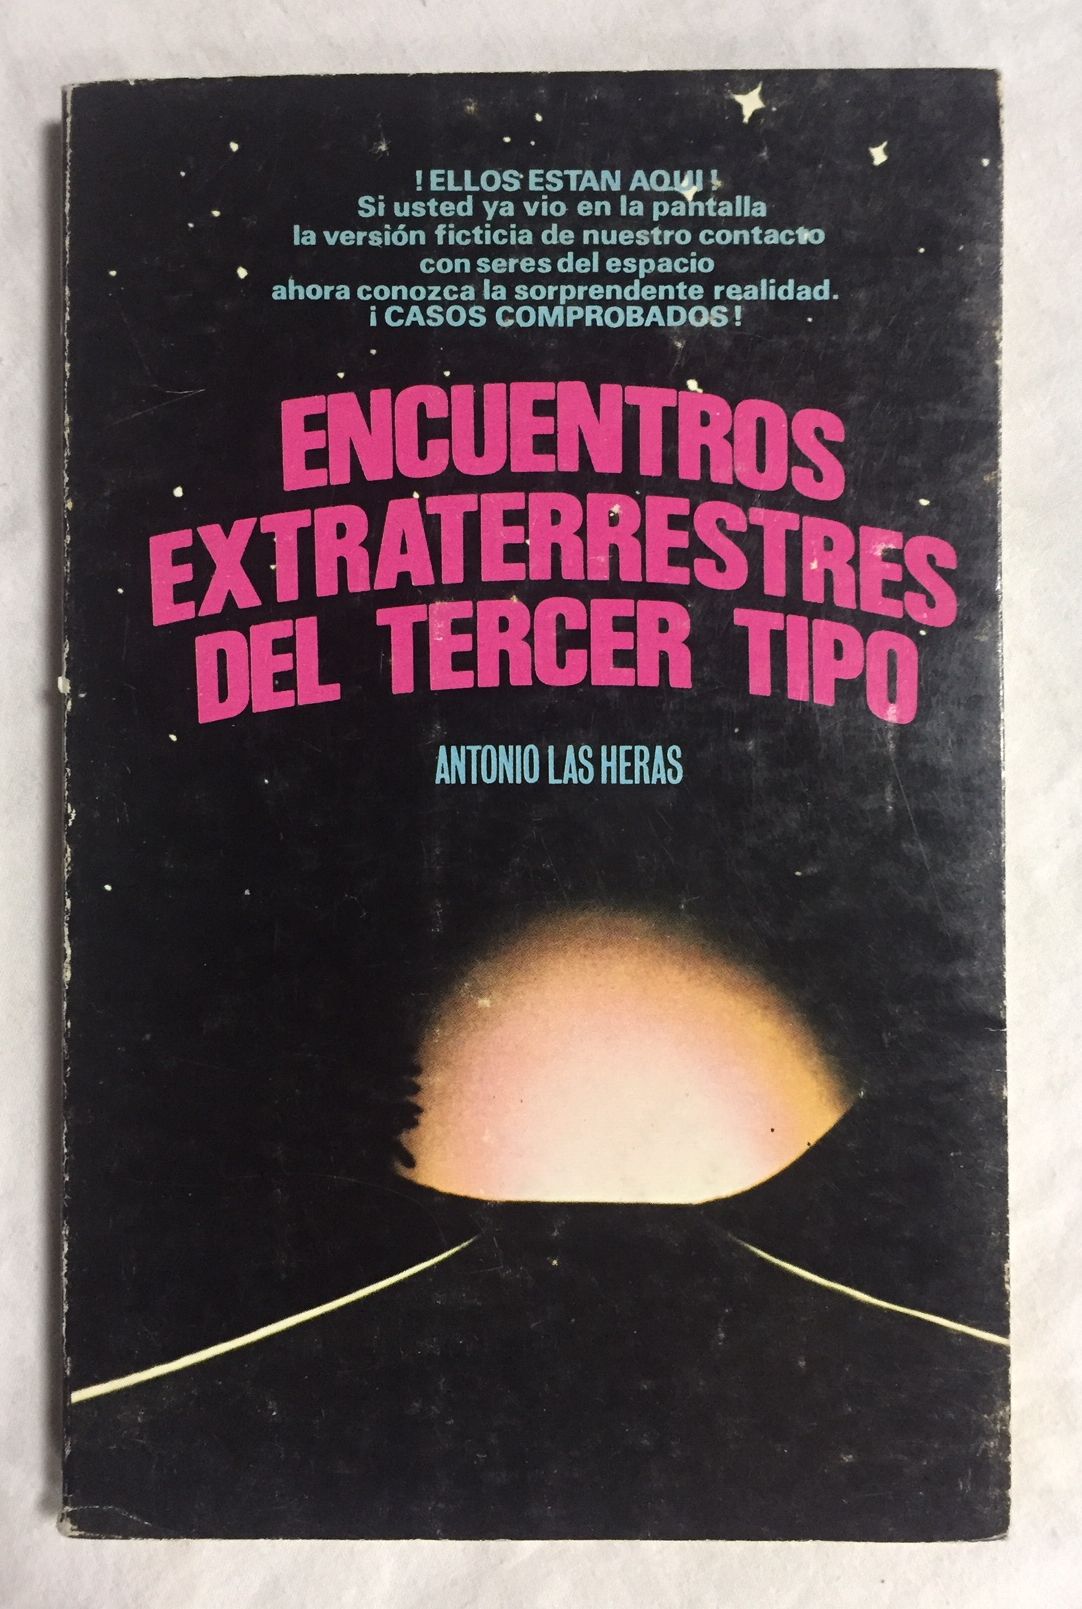 ! ELLOS ESTAN AQUI !
Si usted ya vio en la pantalla
la versión ficticia de nuestro contacto
con seres del espacio
ahora conozca la sorprendente realidad.
¡ CASOS COMPROBADOS !
ENCUENTROS
EXTRATERRESTRES
DEL TERCER TIPO
ANTONIO LAS HERAS